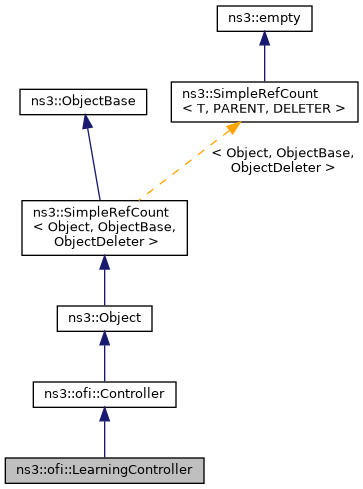 ns3::empty
ns3::ObjectBase
ns3::SimpleRefCount
< T, PARENT, DELETER >
< Object, ObjectBase,
ObjectDeleter >
ns3::SimpleRefCount
< Object, ObjectBase,
ObjectDeleter >
ns3::Object
ns3::ofi::Controller
ns3::ofi::LearningController